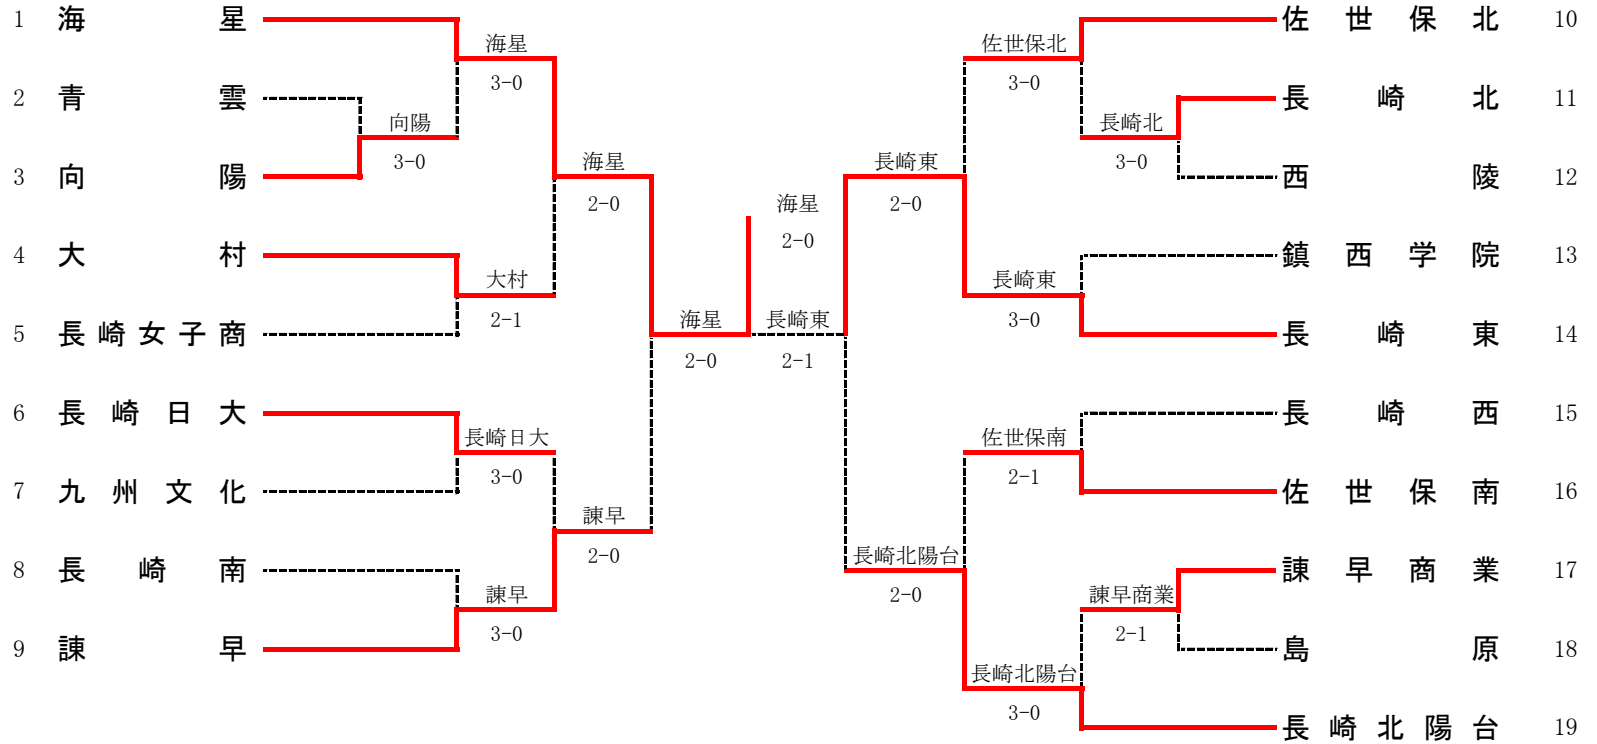 1 海星
海星
3-0
2 青雲
向陽
3-0
3 向陽
海星
2-0
4 大村
大村
2-1
5 長崎女子商
海星
2-0
6 長崎日大
長崎日大
3-0
7 九州文化
諫早
2-0
8 長崎南
諫早
3-0
9 諫早
海星
2-0
長崎東
2-1
佐世保北 10
佐世保北
3-0
長崎北 11
長崎北
3-0
西陵 12
長崎東
2-0
鎮西学院 13
長崎東
3-0
長崎東 14
長崎西 15
佐世保南
2-1
佐世保南 16
長崎北陽台
2-0
諫早商業 17
諫早商業
2-1
島原 18
長崎北陽台
3-0
長崎北陽台 19